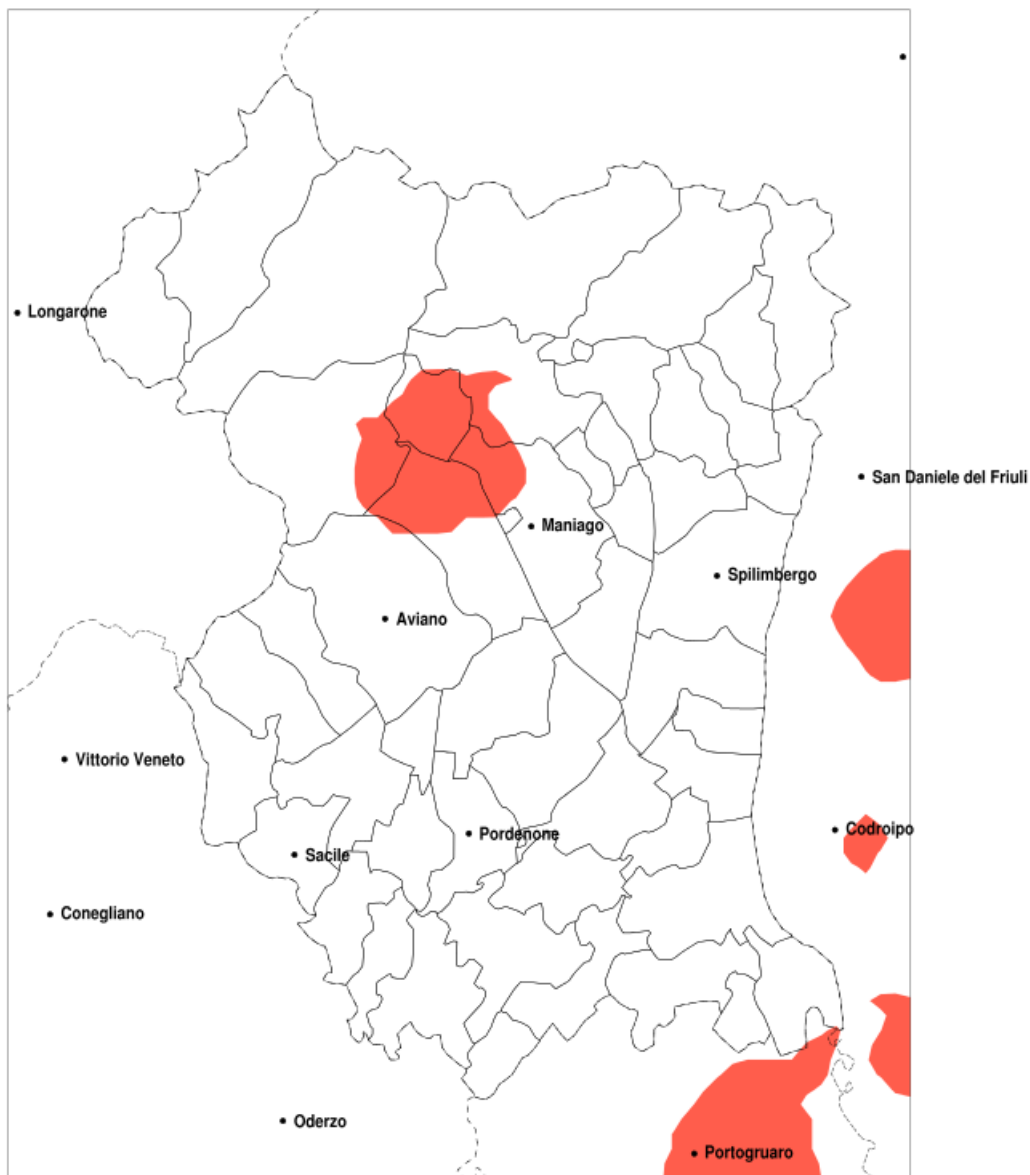 Longarone
San Daniele del Friuli
Maniago
Spilimbergo
Aviano
Vittorio Veneto
Codroipo
Pordenone
Sacile
Conegliano
Oderzo
Portogruaro